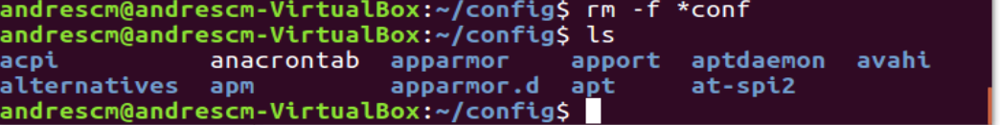 andrescm@andrescm-VirtualBox:~/config$ rm -f *conf
andrescm@andrescm-VirtualBox:~/config$ ls
acpi anacrontab apparmor apport aptdaemon avahi
alternatives apm apparmor.d apt at-spi2
andrescm@andrescm-VirtualBox:~/config$